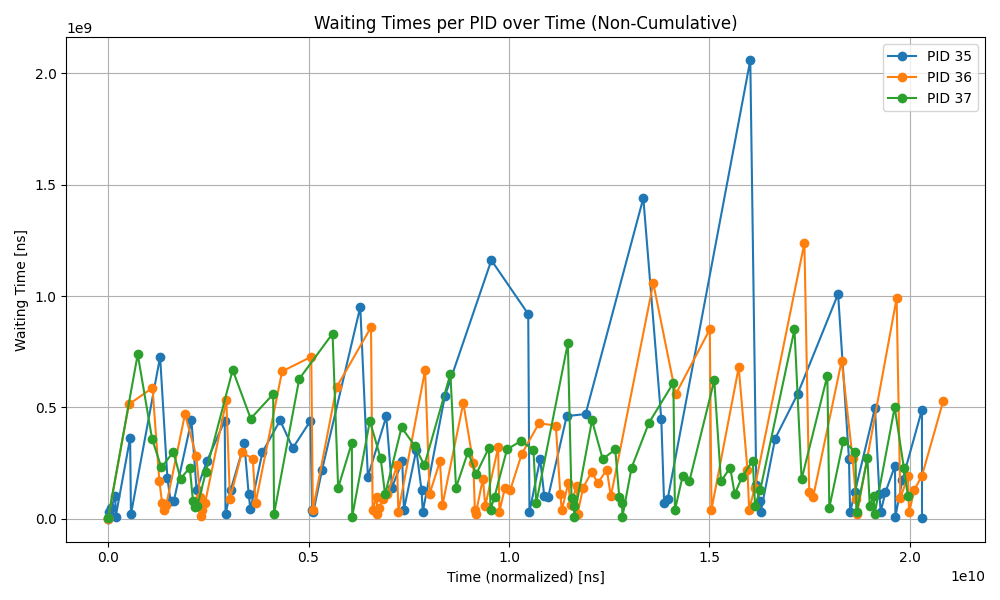 Waiting Times per PID over Time (Non-Cumulative)
1e9
PID 35
PID 36
PID 37
2.0
1.5
1.0
0.5
0.0
Waiting Time [ns]
0.0 0.5 1.0 1.5 2.0
1e10
Time (normalized) [ns]